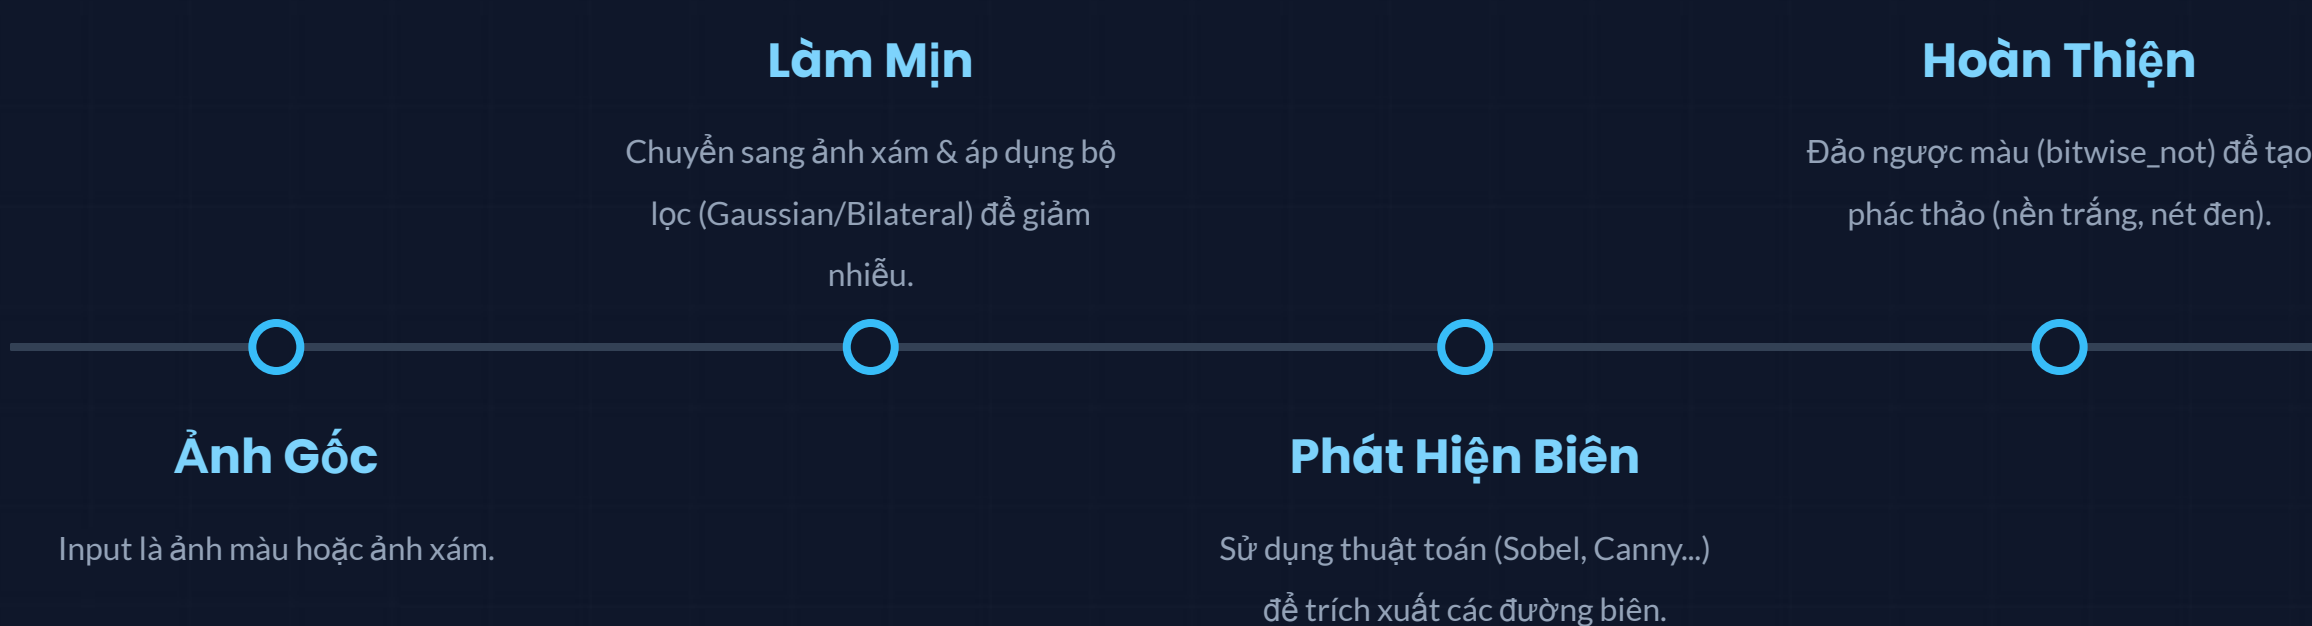 Làm Mịn
Chuyển sang ảnh xám & áp dụng bộ
lọc (Gaussian/Bilateral) để giảm
nhiễu.
Hoàn Thiện
Đảo ngược màu (bitwise_not) để tạo
phác thảo (nền trắng, nét đen).
Ảnh Gốc
Input là ảnh màu hoặc ảnh xám.
Phát Hiện Biên
Sử dụng thuật toán (Sobel, Canny...)
để trích xuất các đường biên.